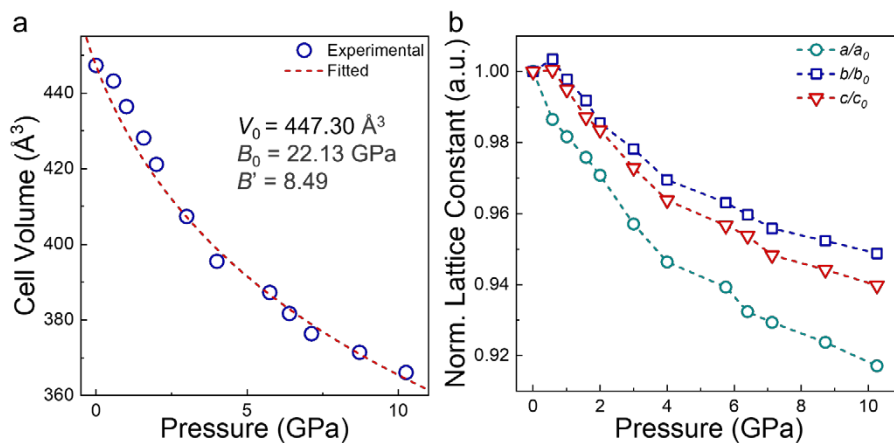 a
Cell Volume (Å³)
440
420
400
380
360
0
5
10
Pressure (GPa)
Experimental
Fitted
V₀ = 447.30 Å³
B₀ = 22.13 GPa
B' = 8.49
b
Norm. Lattice Constant (a.u.)
1.00
0.98
0.96
0.94
0.92
0
2
4
6
8
10
Pressure (GPa)
a/a₀
b/b₀
c/c₀